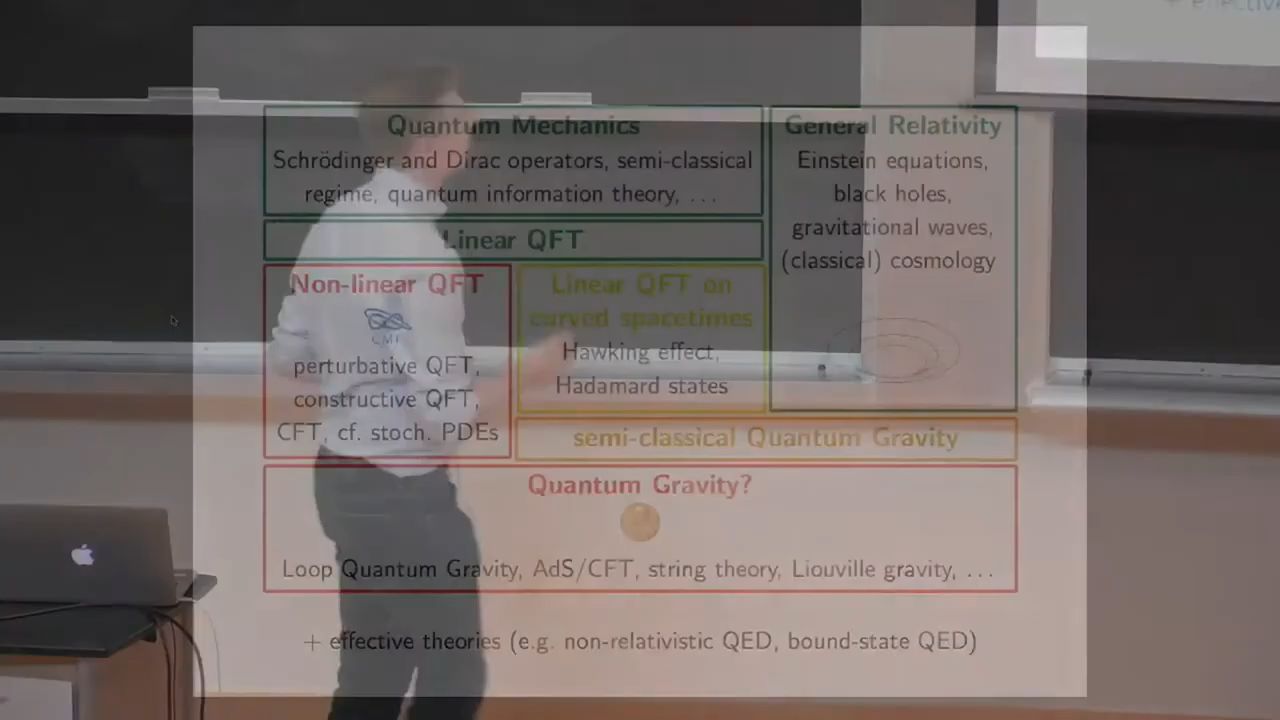 + effective
Quantum Mechanics
Schrödinger and Dirac operators, semi-classical
regime, quantum information theory, ...
General Relativity
Einstein equations,
black holes,
gravitational waves,
(classical) cosmology
Linear QFT
Non-linear QFT
CMI
perturbative QFT,
constructive QFT,
CFT, cf. stoch. PDEs
Linear QFT on
curved spacetimes
Hawking effect,
Hadamard states
semi-classical Quantum Gravity
Quantum Gravity?
Loop Quantum Gravity, AdS/CFT, string theory, Liouville gravity, ...
+ effective theories (e.g. non-relativistic QED, bound-state QED)